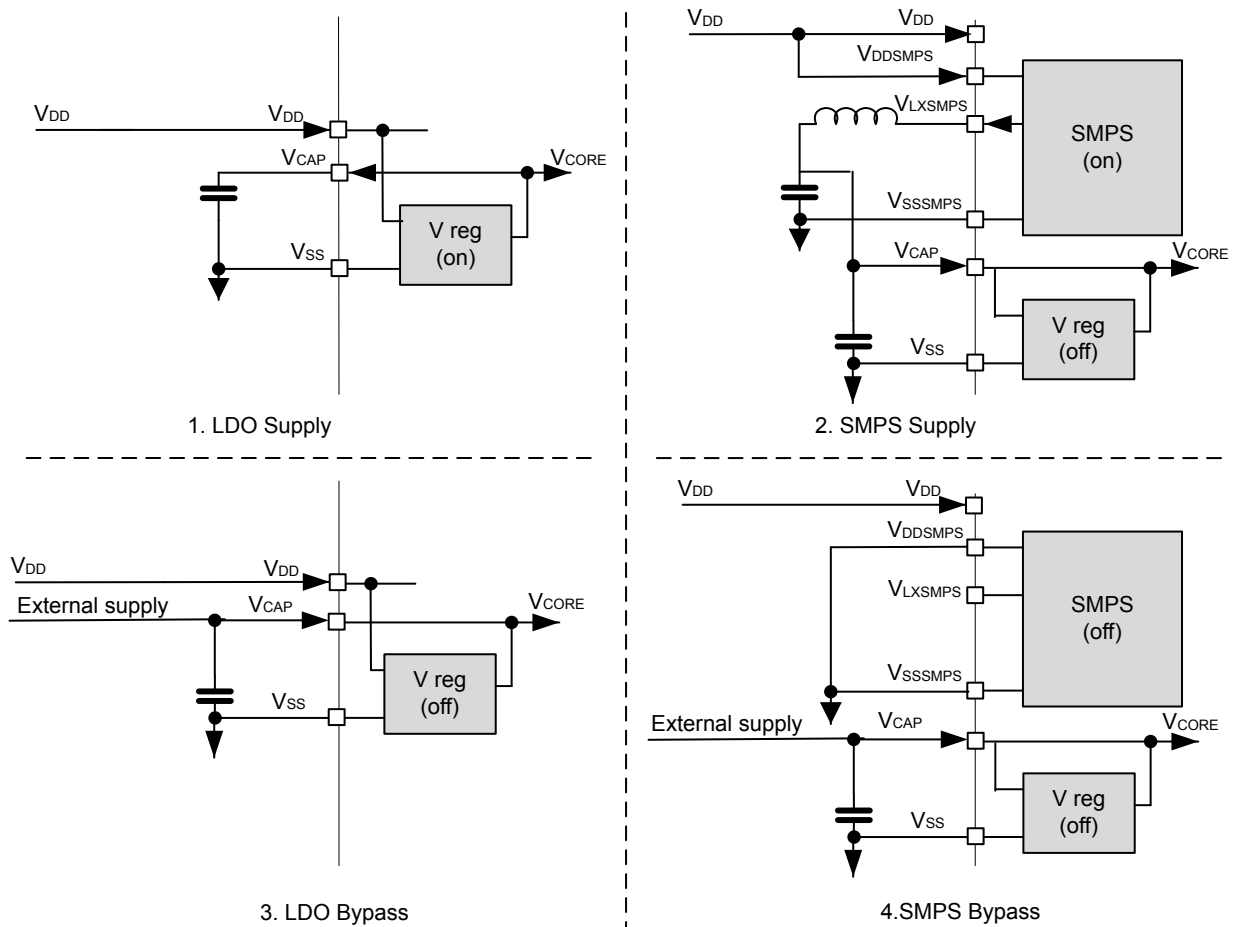 VDD
VDD
VCAP
VCORE
V reg
(on)
VSS
1. LDO Supply
VDD
VDD
VDDSMPS
VLXSMPS
SMPS
(on)
VSSSMPS
VCAP
VCORE
V reg
(off)
VSS
2. SMPS Supply
VDD
VDD
External supply
VCAP
VCORE
V reg
(off)
VSS
3. LDO Bypass
VDD
VDD
VDDSMPS
VLXSMPS
SMPS
(off)
VSSSMPS
External supply
VCAP
VCORE
V reg
(off)
VSS
4.SMPS Bypass